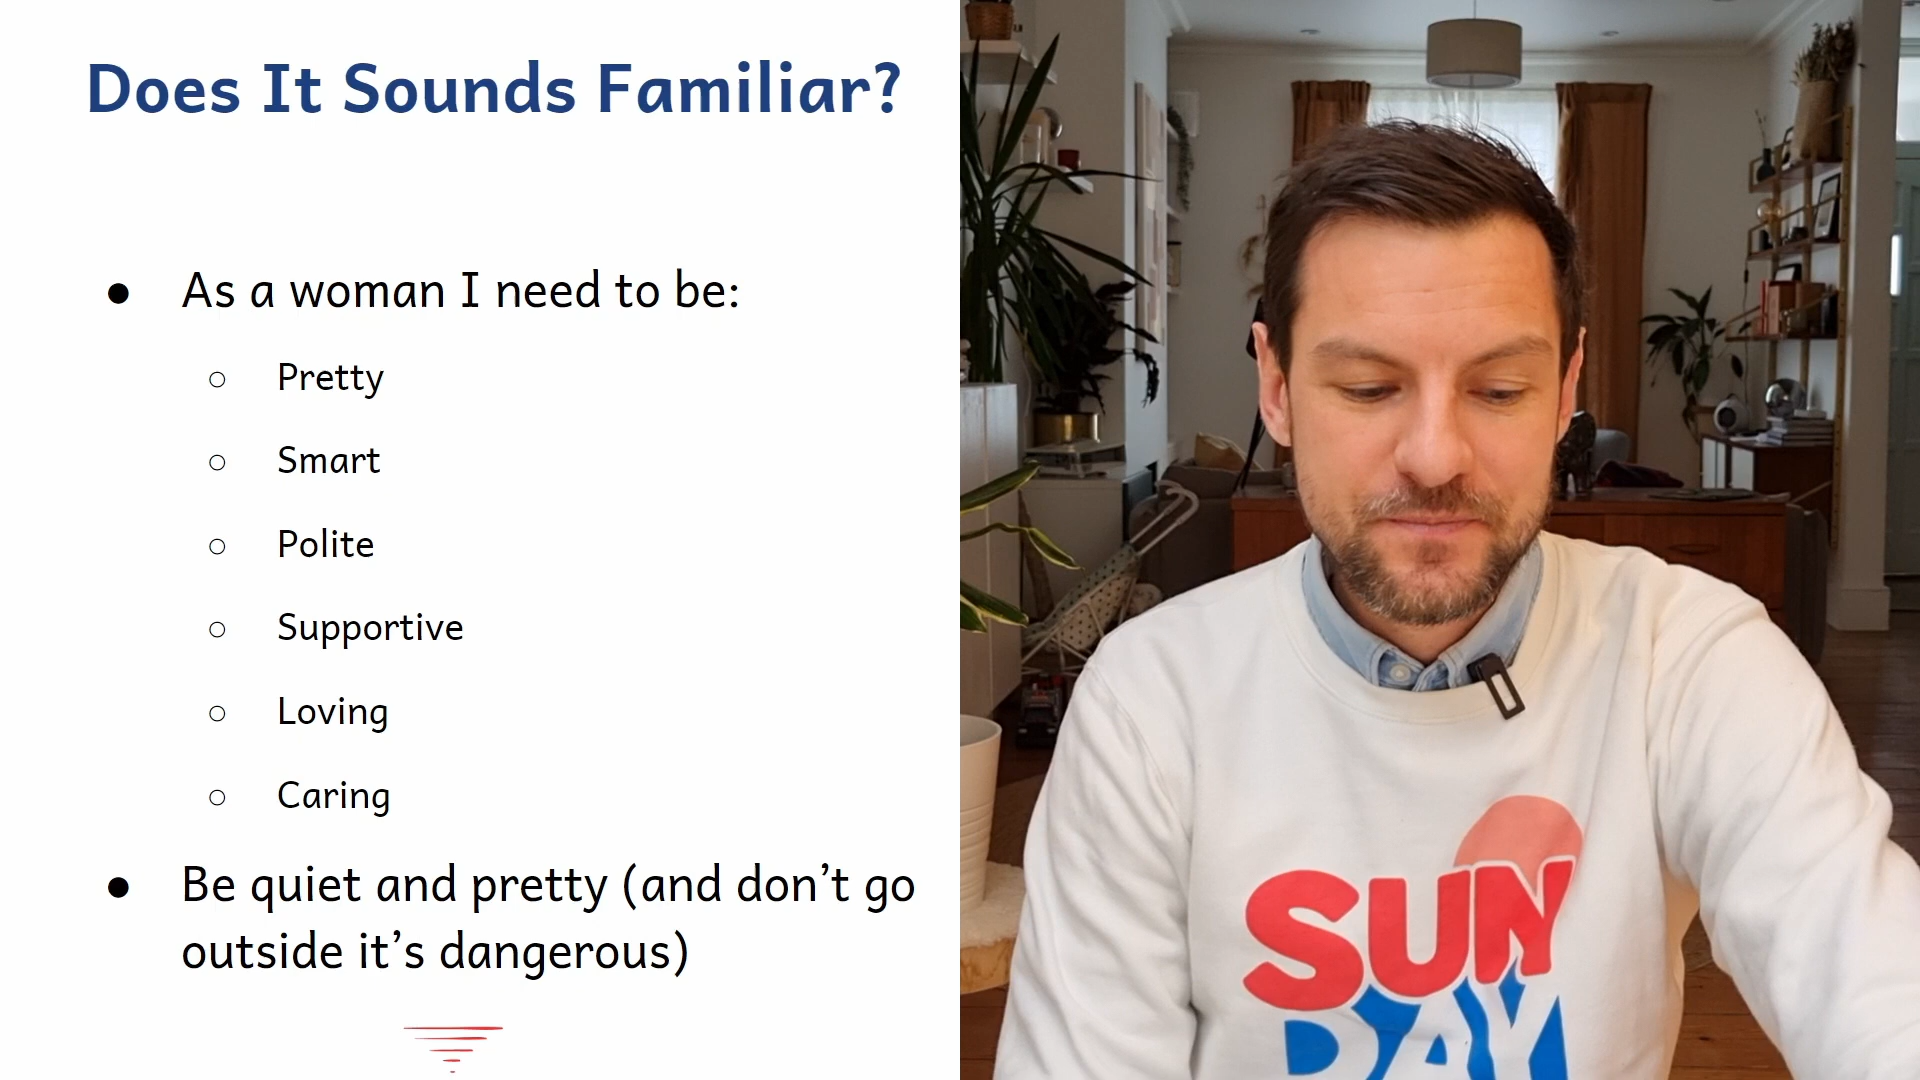 Does It Sounds Familiar?
● As a woman I need to be:
○ Pretty
○ Smart
○ Polite
○ Supportive
○ Loving
○ Caring
● Be quiet and pretty (and don’t go
outside it’s dangerous)
SUN
DAY